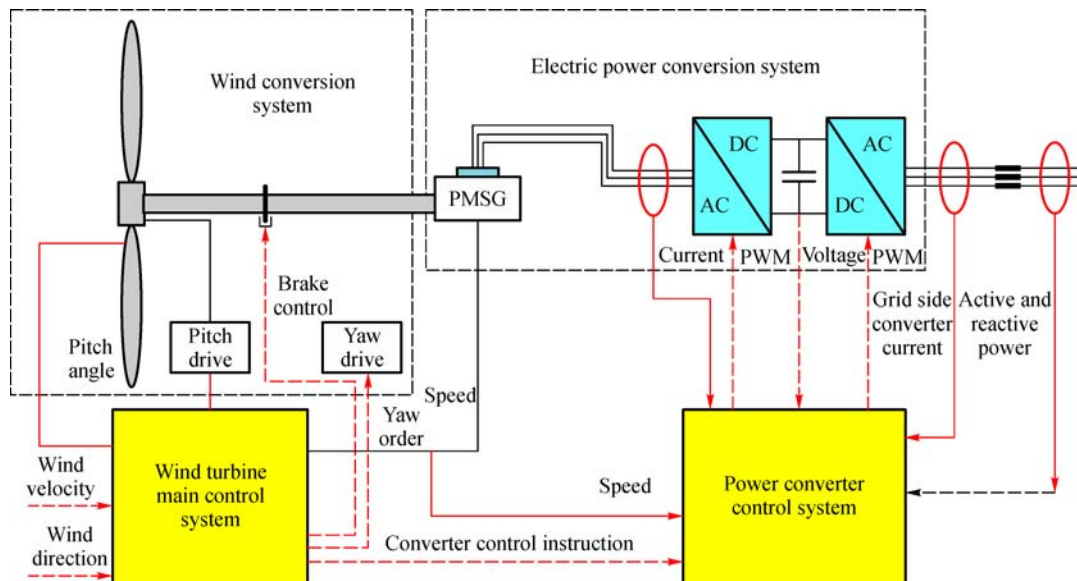 Wind conversion
system
Electric power conversion system
DC
AC
AC
DC
PMSG
Current
PWM
Voltage
PWM
Brake
control
Grid side
converter
current
Active and
reactive
power
Pitch
angle
Pitch
drive
Yaw
drive
Speed
Yaw
order
Wind
velocity
Wind turbine
main control
system
Speed
Power converter
control system
Wind
direction
Converter control instruction